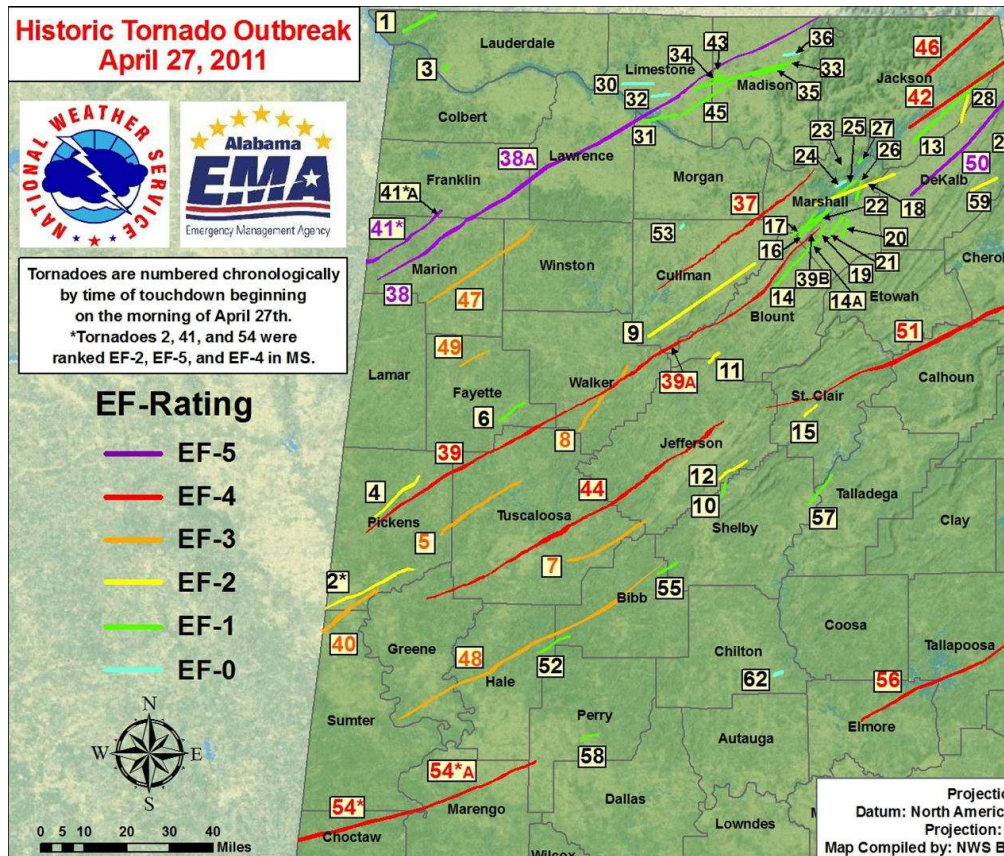 Historic Tornado Outbreak
April 27, 2011
NATIONAL WEATHER SERVICE
Alabama
EMA
Emergency Management Agency
Tornadoes are numbered chronologically
by time of touchdown beginning
on the morning of April 27th.
*Tornadoes 2, 41, and 54 were
ranked EF-2, EF-5, and EF-4 in MS.
EF-Rating
EF-5
EF-4
EF-3
EF-2
EF-1
EF-0
N
W
E
S
0 5 10 20 30 40
Miles
1
Lauderdale
3
Colbert
30
Limestone
32
34
43
36
33
Madison
35
45
31
Jackson
46
42
28
13
38A
Lawrence
Franklin
41*A
41*
Morgan
37
53
23
25
27
24
26
Marshall
22
18
17
16
20
21
19
39B
14
14A
DeKalb
50
2
59
Chero
Etowah
Marion
38
Winston
47
Cullman
9
Blount
51
49
Lamar
Fayette
6
Walker
8
39A
11
Calhoun
St. Clair
15
39
Jefferson
44
12
10
4
Pickens
5
Tuscaloosa
7
Shelby
Talladega
57
Clay
2*
40
Greene
48
Hale
52
Bibb
55
Coosa
Chilton
62
Tallapoosa
56
Elmore
Sumter
Perry
58
Autauga
54*A
54*
Marengo
Choctaw
Dallas
Lowndes
M
Wilcox
Projectio
Datum: North Americ
Projection:
Map Compiled by: NWS B